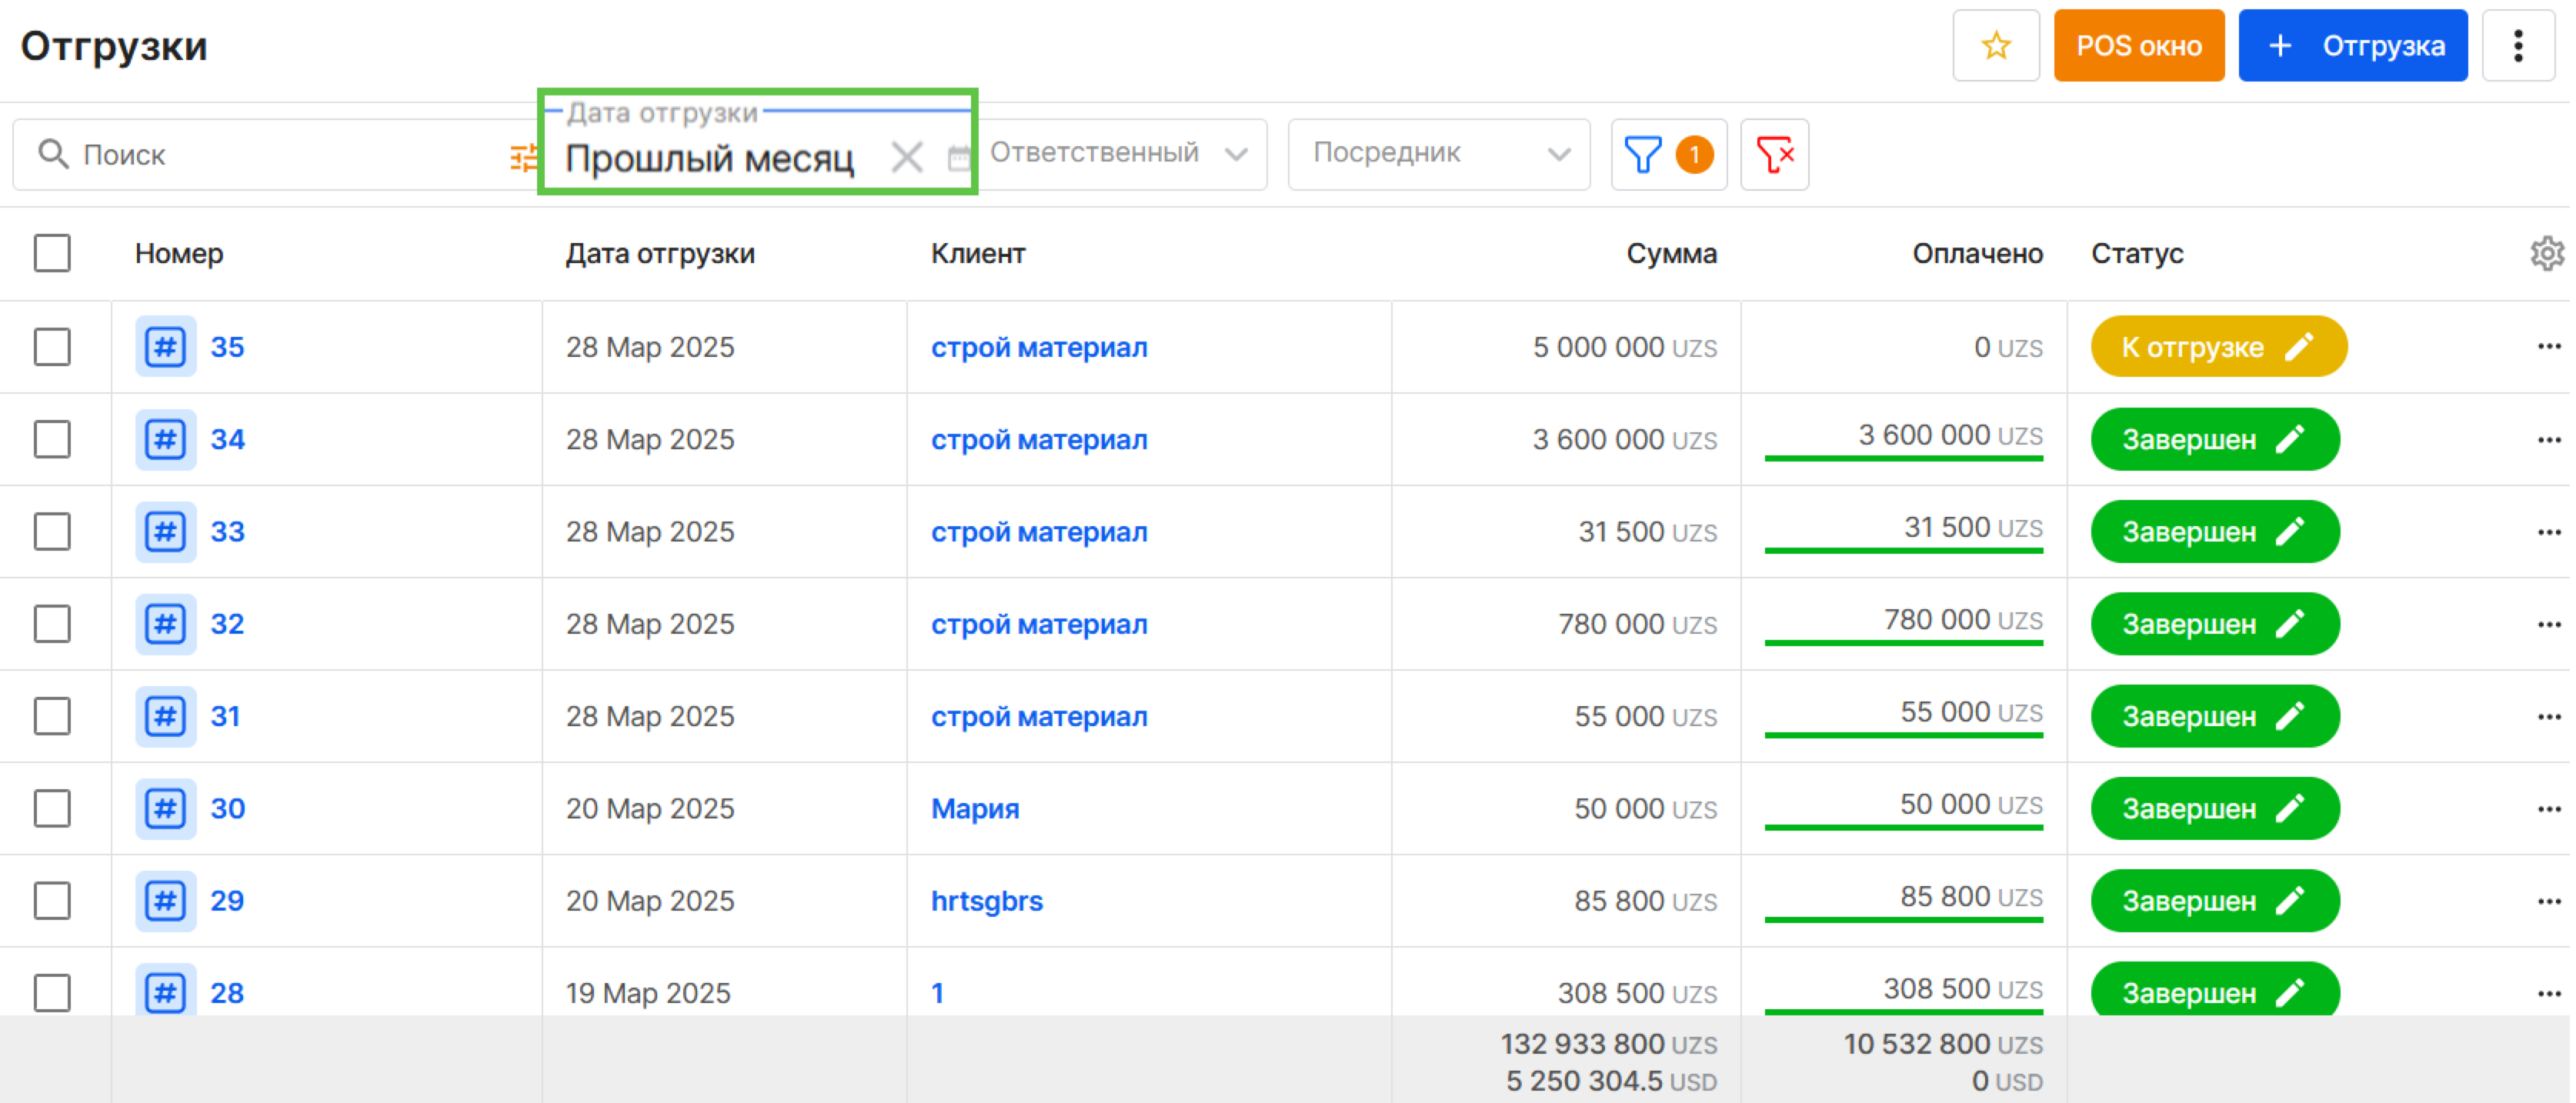 Отгрузки
POS окно
+ Отгрузка
Дата отгрузки
Поиск
Прошлый месяц
Ответственный
Посредник
1
Номер Дата отгрузки Клиент Сумма Оплачено Статус
# 35 28 Мар 2025 строй материал 5 000 000 UZS 0 UZS К отгрузке
# 34 28 Мар 2025 строй материал 3 600 000 UZS 3 600 000 UZS Завершен
# 33 28 Мар 2025 строй материал 31 500 UZS 31 500 UZS Завершен
# 32 28 Мар 2025 строй материал 780 000 UZS 780 000 UZS Завершен
# 31 28 Мар 2025 строй материал 55 000 UZS 55 000 UZS Завершен
# 30 20 Мар 2025 Мария 50 000 UZS 50 000 UZS Завершен
# 29 20 Мар 2025 hrtsgbrs 85 800 UZS 85 800 UZS Завершен
# 28 19 Мар 2025 1 308 500 UZS 308 500 UZS Завершен
132 933 800 UZS 10 532 800 UZS
5 250 304.5 USD 0 USD